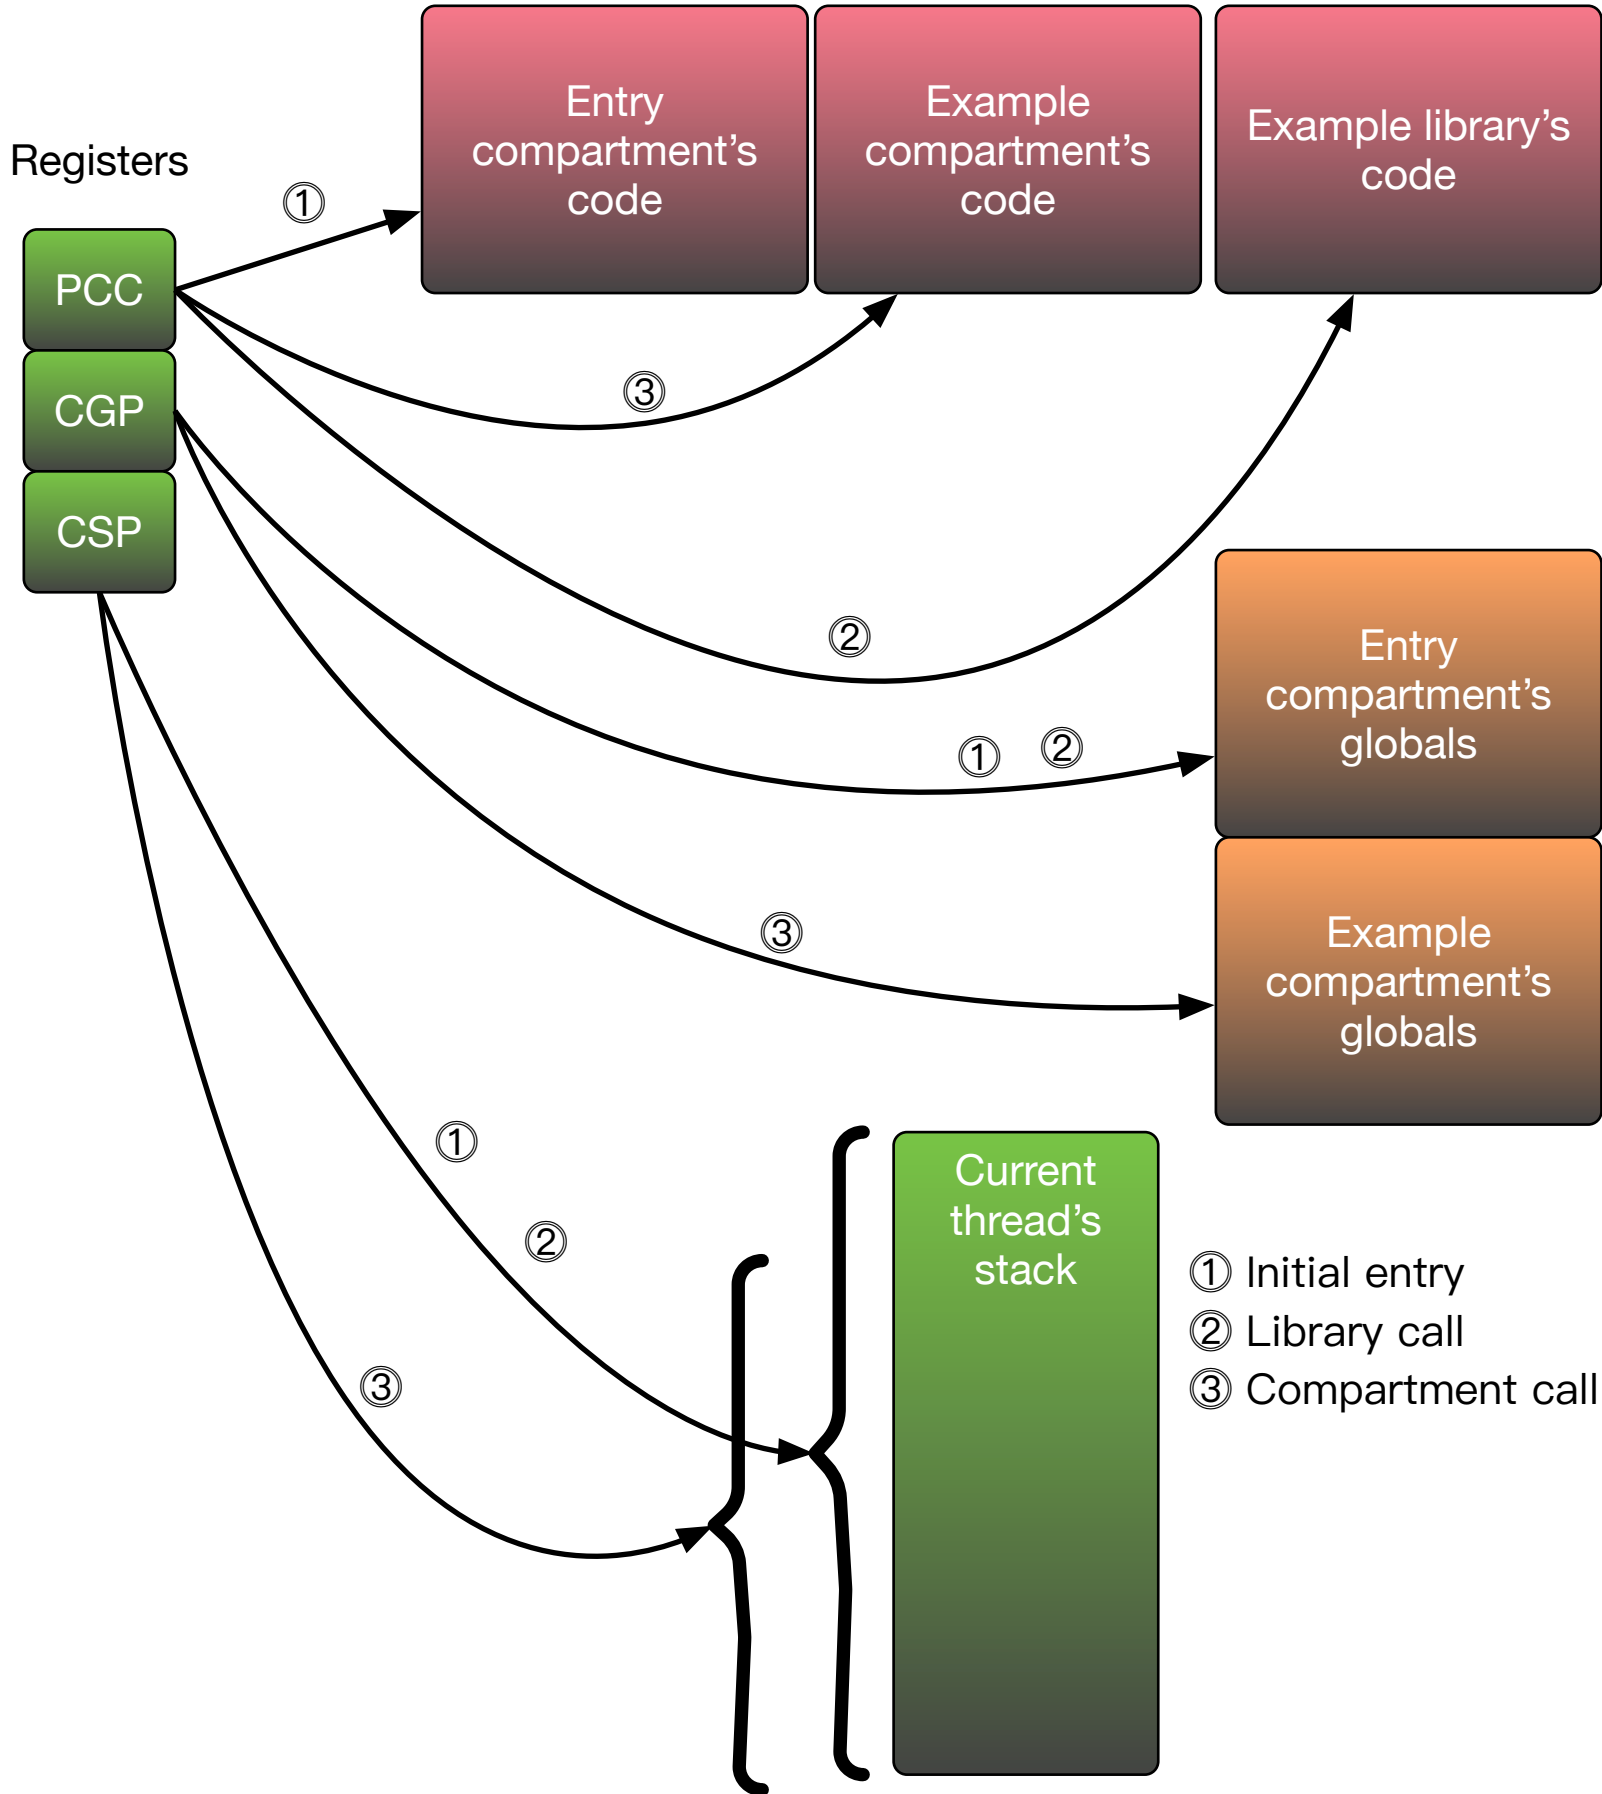 Entry
compartment’s
code
Example
compartment’s
code
Example library’s
code
Registers
①
PCC
③
CGP
CSP
②
Entry
compartment’s
globals
① ②
③
Example
compartment’s
globals
①
②
③
Current
thread’s
stack
① Initial entry
② Library call
③ Compartment call